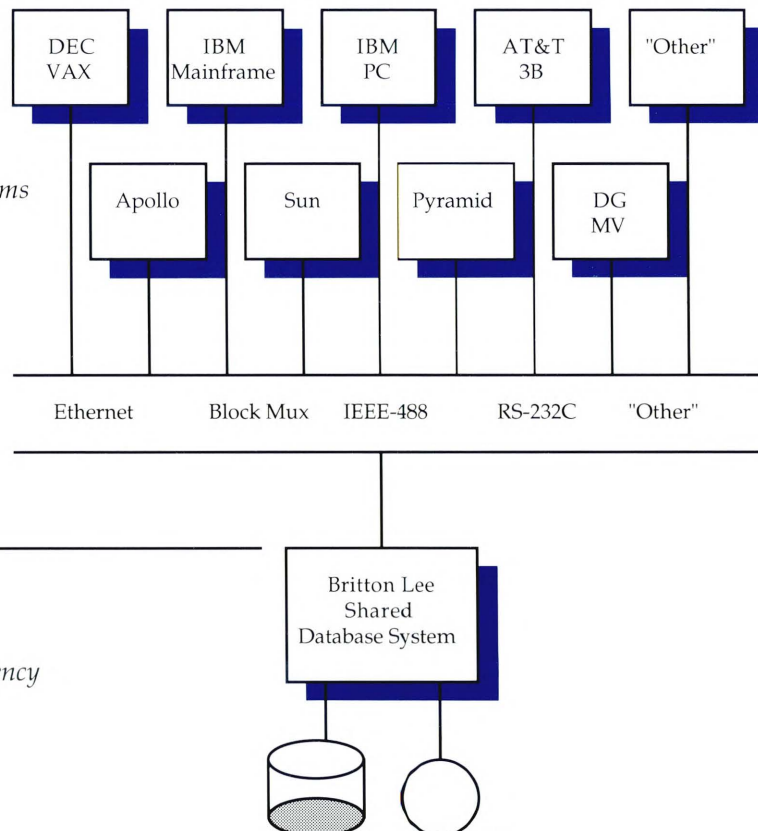 DEC
VAX
IBM
Mainframe
IBM
PC
AT&T
3B
"Other"
Apollo
Sun
Pyramid
DG
MV
Ethernet
Block Mux
IEEE-488
RS-232C
"Other"
Britton Lee
Shared
Database System